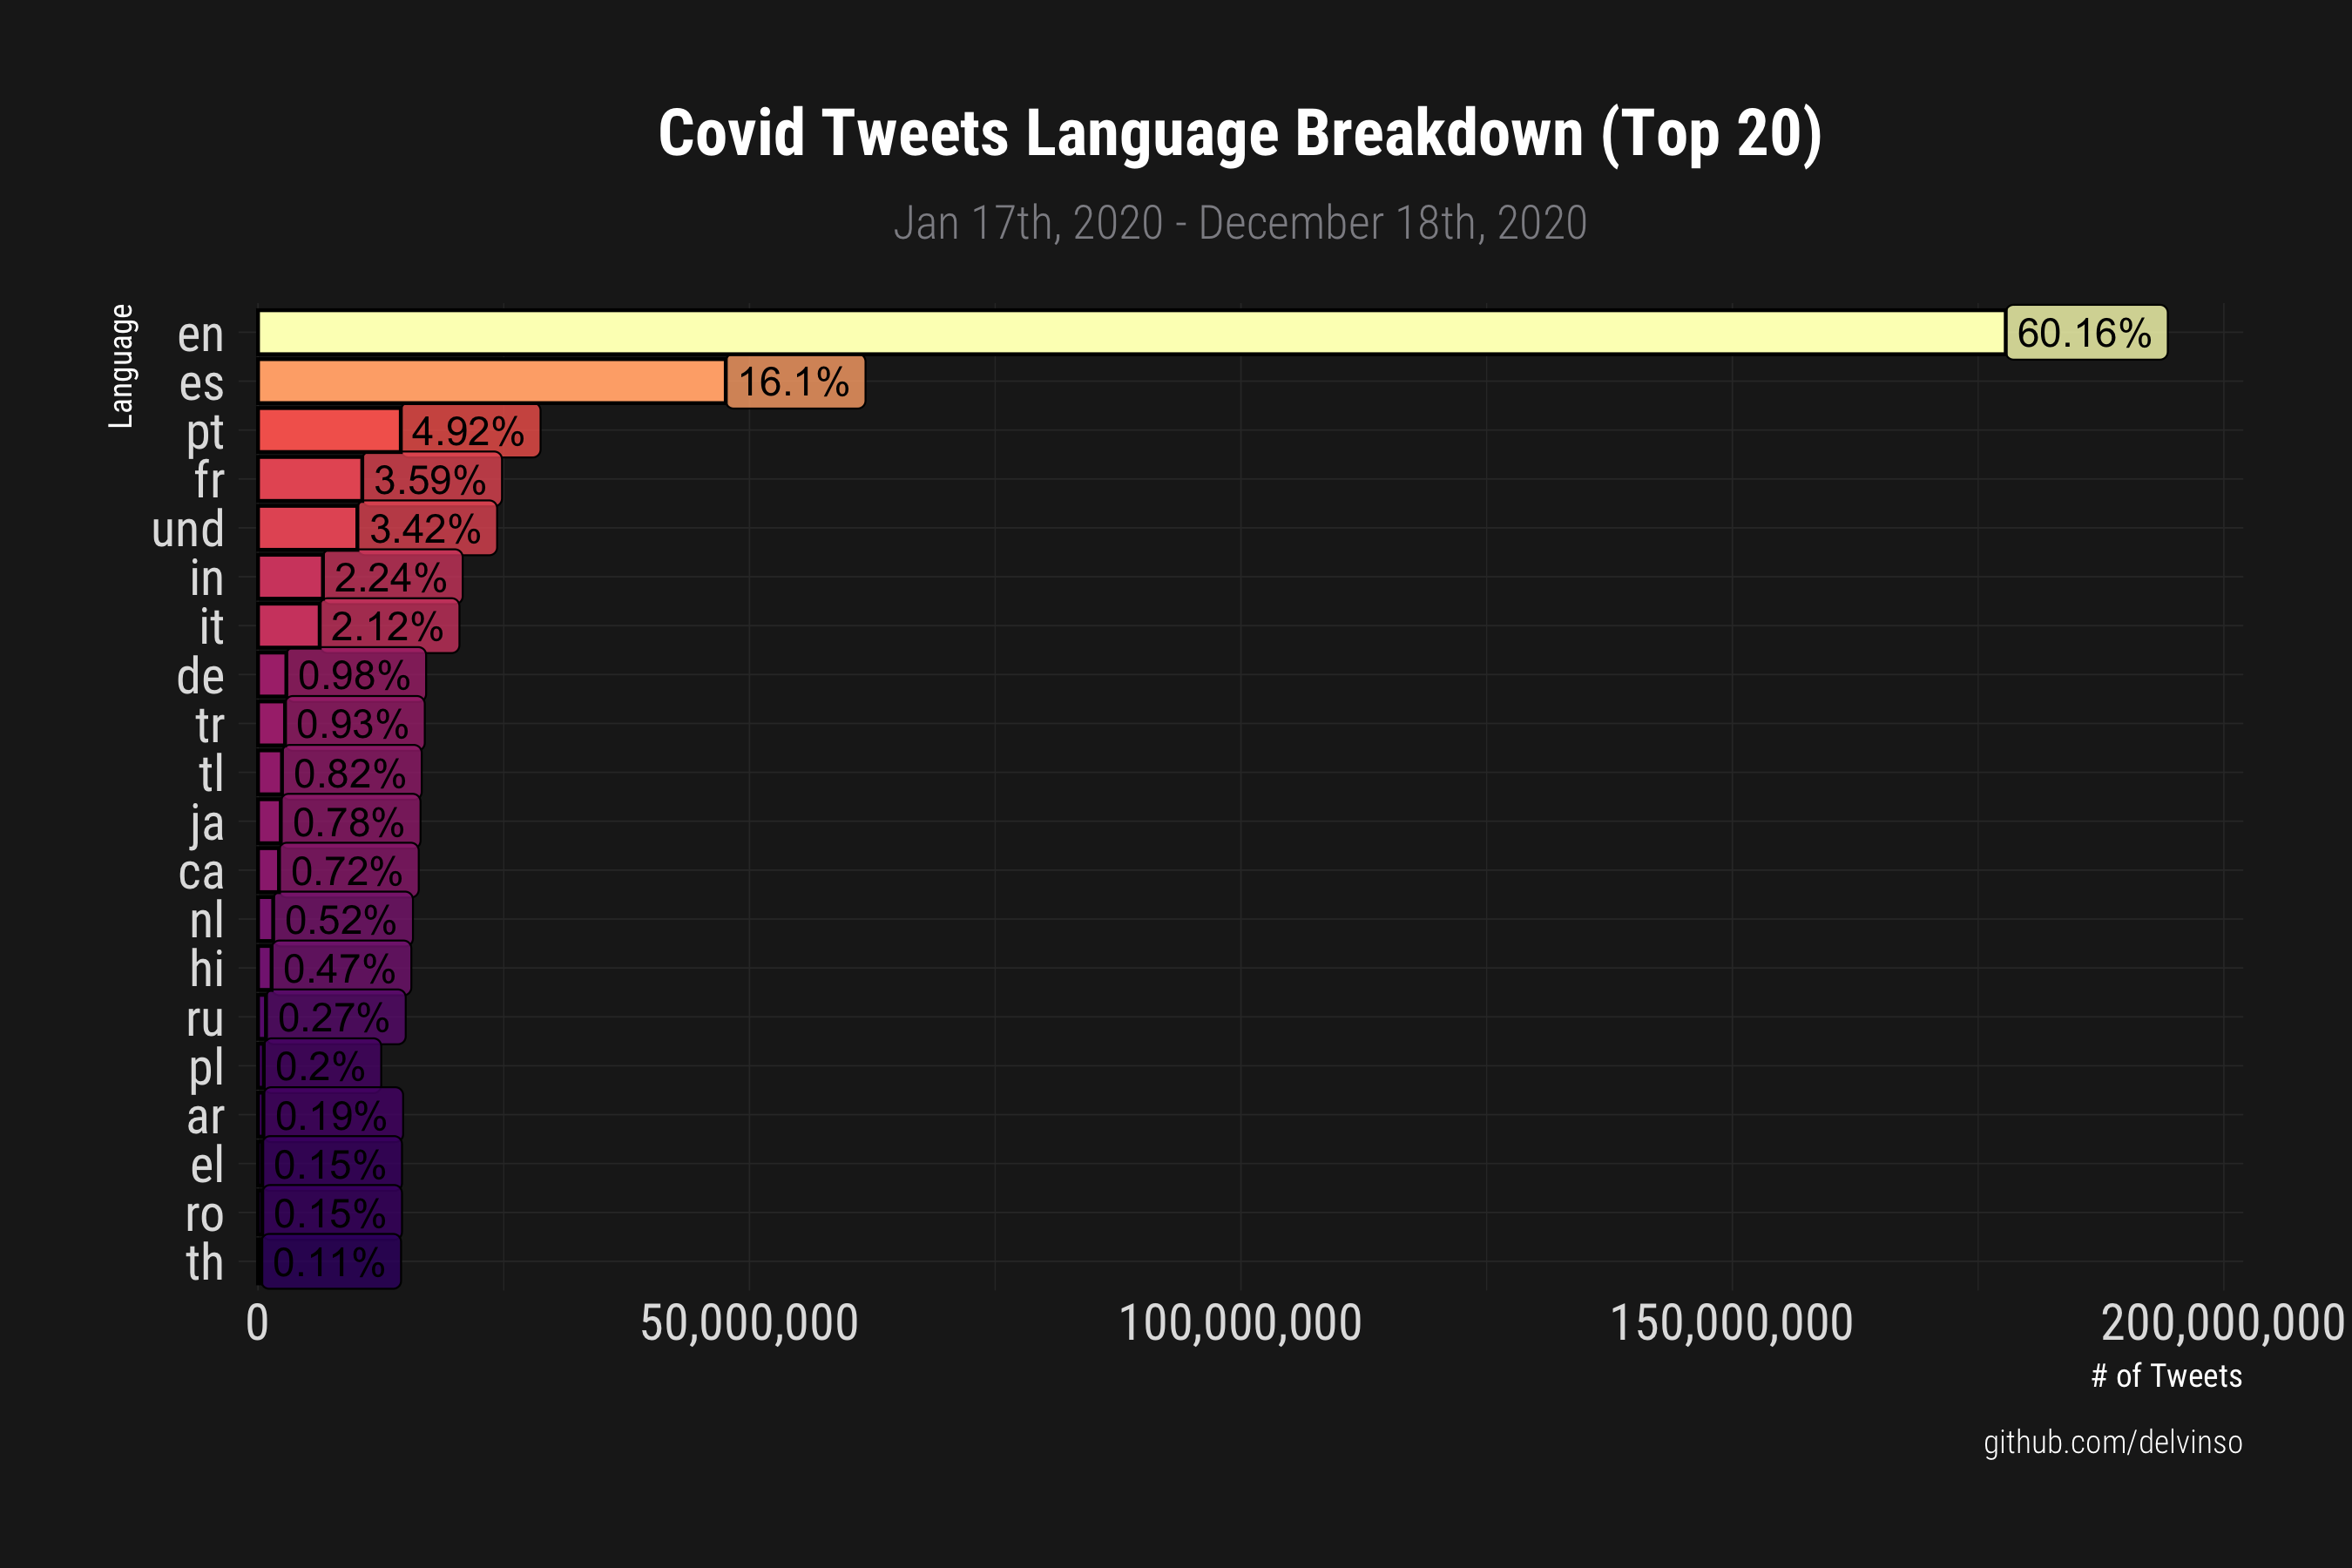 Covid Tweets Language Breakdown (Top 20)
Jan 17th, 2020 - December 18th, 2020
Language
en 60.16%
es 16.1%
pt 4.92%
fr 3.59%
und 3.42%
in 2.24%
it 2.12%
de 0.98%
tr 0.93%
tl 0.82%
ja 0.78%
ca 0.72%
nl 0.52%
hi 0.47%
ru 0.27%
pl 0.2%
ar 0.19%
el 0.15%
ro 0.15%
th 0.11%
0 50,000,000 100,000,000 150,000,000 200,000,000
# of Tweets
github.com/delvinso